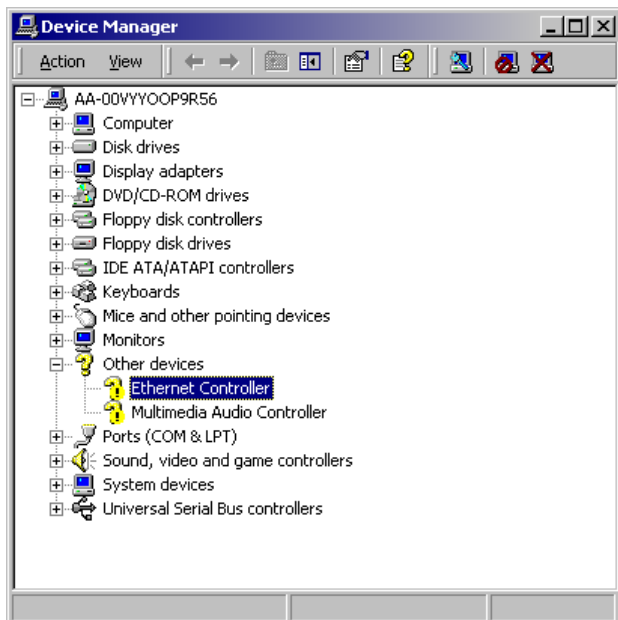 Device Manager
Action View
AA-00VYYOOP9R56
Computer
Disk drives
Display adapters
DVD/CD-ROM drives
Floppy disk controllers
Floppy disk drives
IDE ATA/ATAPI controllers
Keyboards
Mice and other pointing devices
Monitors
Other devices
Ethernet Controller
Multimedia Audio Controller
Ports (COM & LPT)
Sound, video and game controllers
System devices
Universal Serial Bus controllers